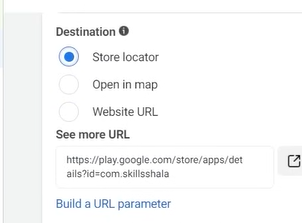 Destination
Store locator
Open in map
Website URL
See more URL
https://play.google.com/store/apps/det
ails?id=com.skillsshala
Build a URL parameter